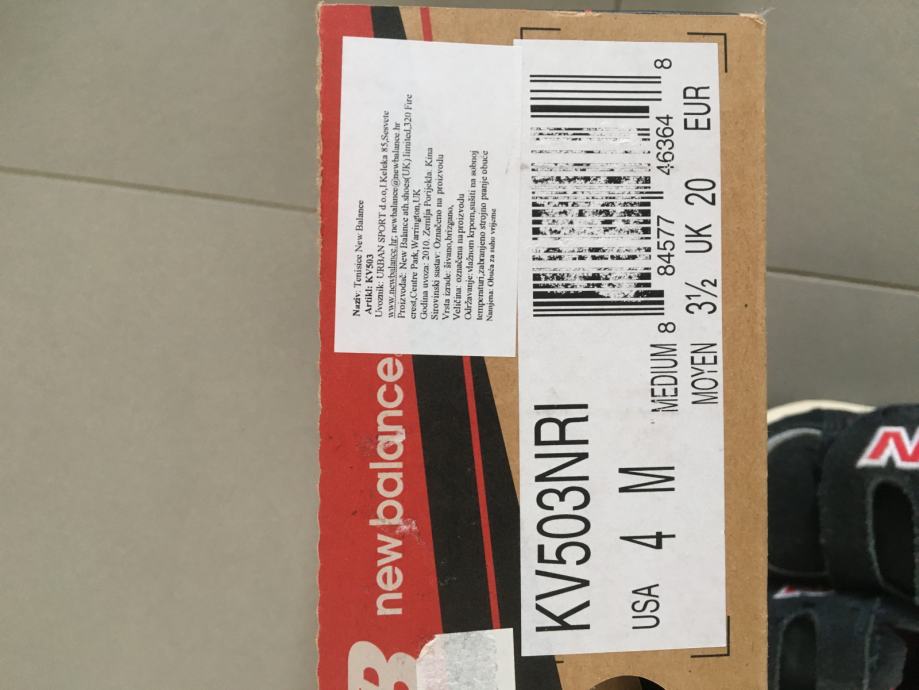 new balance
Naziv: Tenisice New Balance
Artikl: KV503
Uvoznik: URBAN SPORT d.o.o,I.Keleka 85,Sesvete
www.newbalance.hr; newbalance@newbalance.hr
Proizvođač: New Balance ath.shoes(UK),limited,320 Fire
crest,Centre Park,Warrington,UK
Godina uvoza: 2010. Zemlja Porijekla. Kina
Sirovinski sastav: Označeno na proizvodu
Vrsta izrade: šivano,brizgano,
Veličina: označena na proizvodu
Održavanje:vlažnom krpom,sušiti na sobnoj
temperaturi,zabranjeno strojno pranje obuće
Namjena: Obuća za suho vrijeme
KV503NRI
USA 4 M
MEDIUM
MOYEN 3½ UK 20 EUR
8 84577 46364 8
N